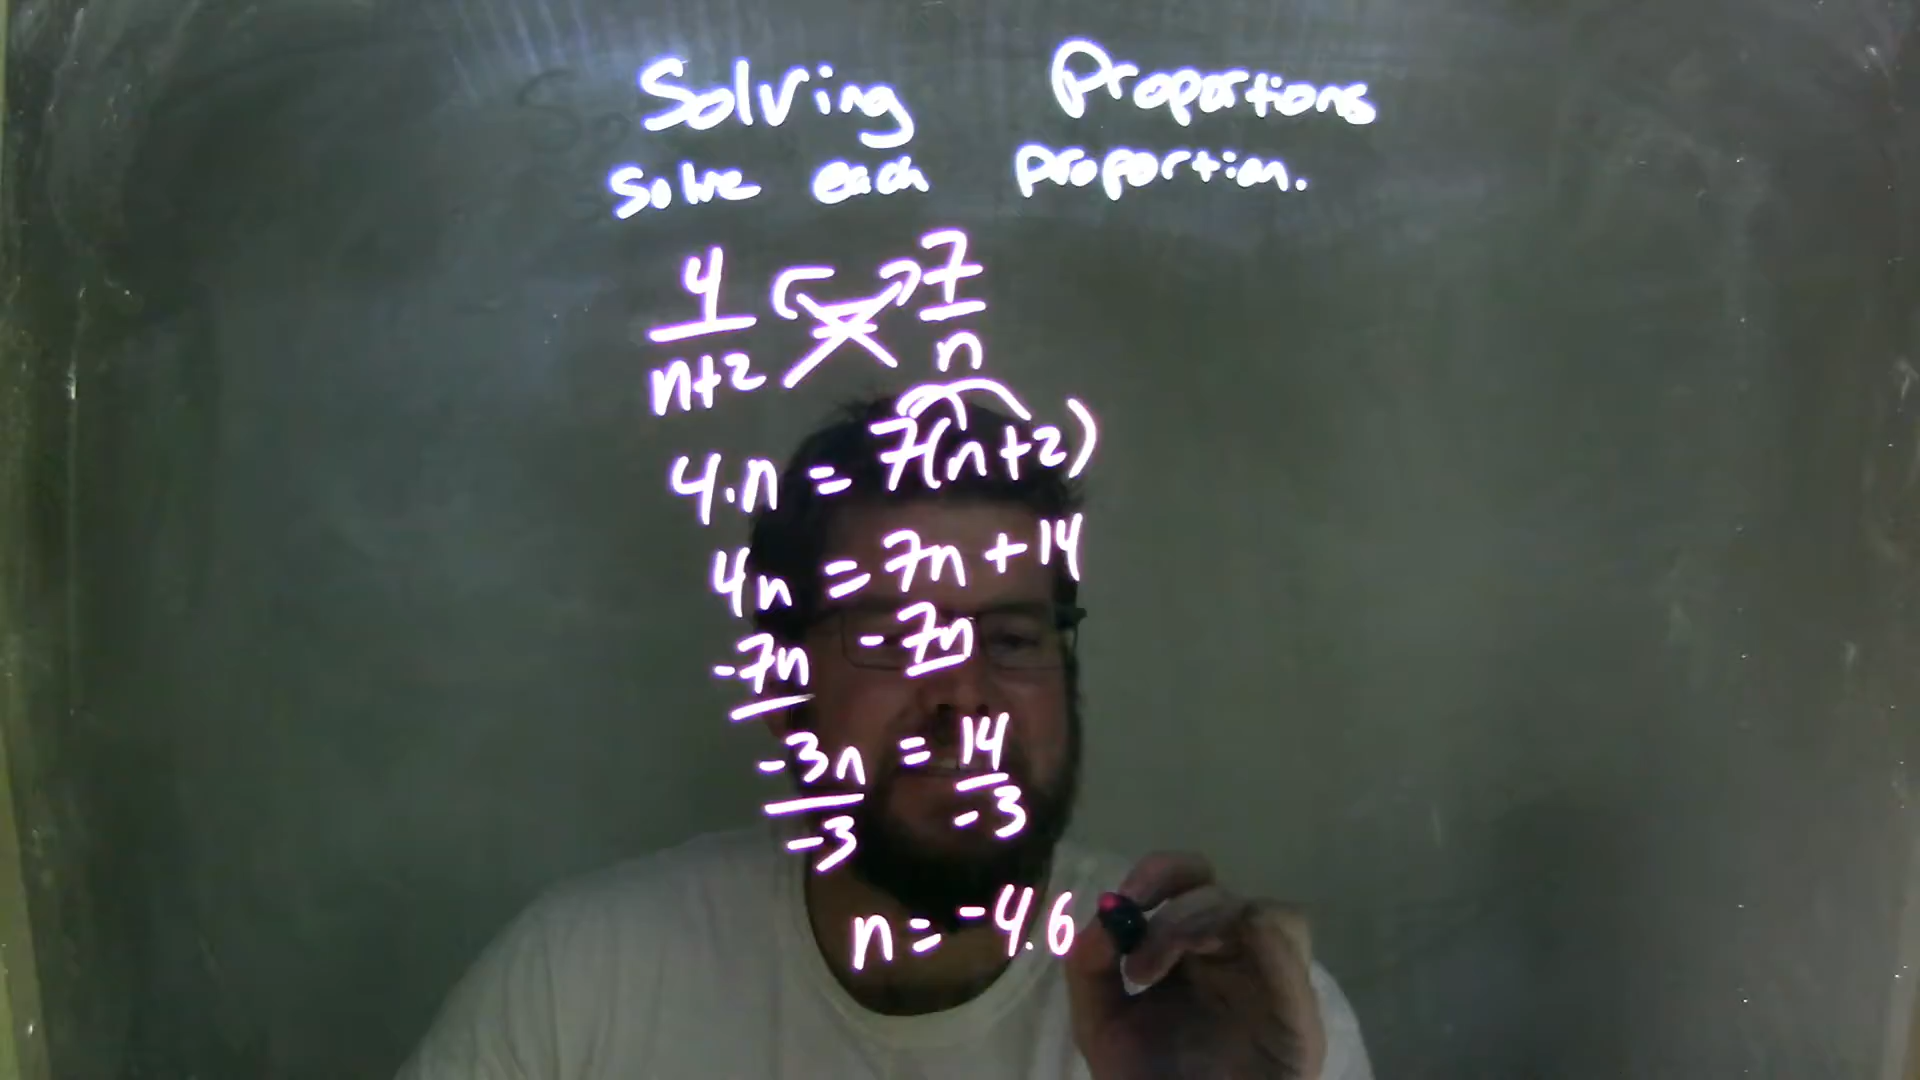 Solving Proportions
Solve each proportion.
4/n+2 = 7/n
4·n = 7(n+2)
4n = 7n + 14
-7n -7n
-3n = 14
-3 -3
n = -4.6